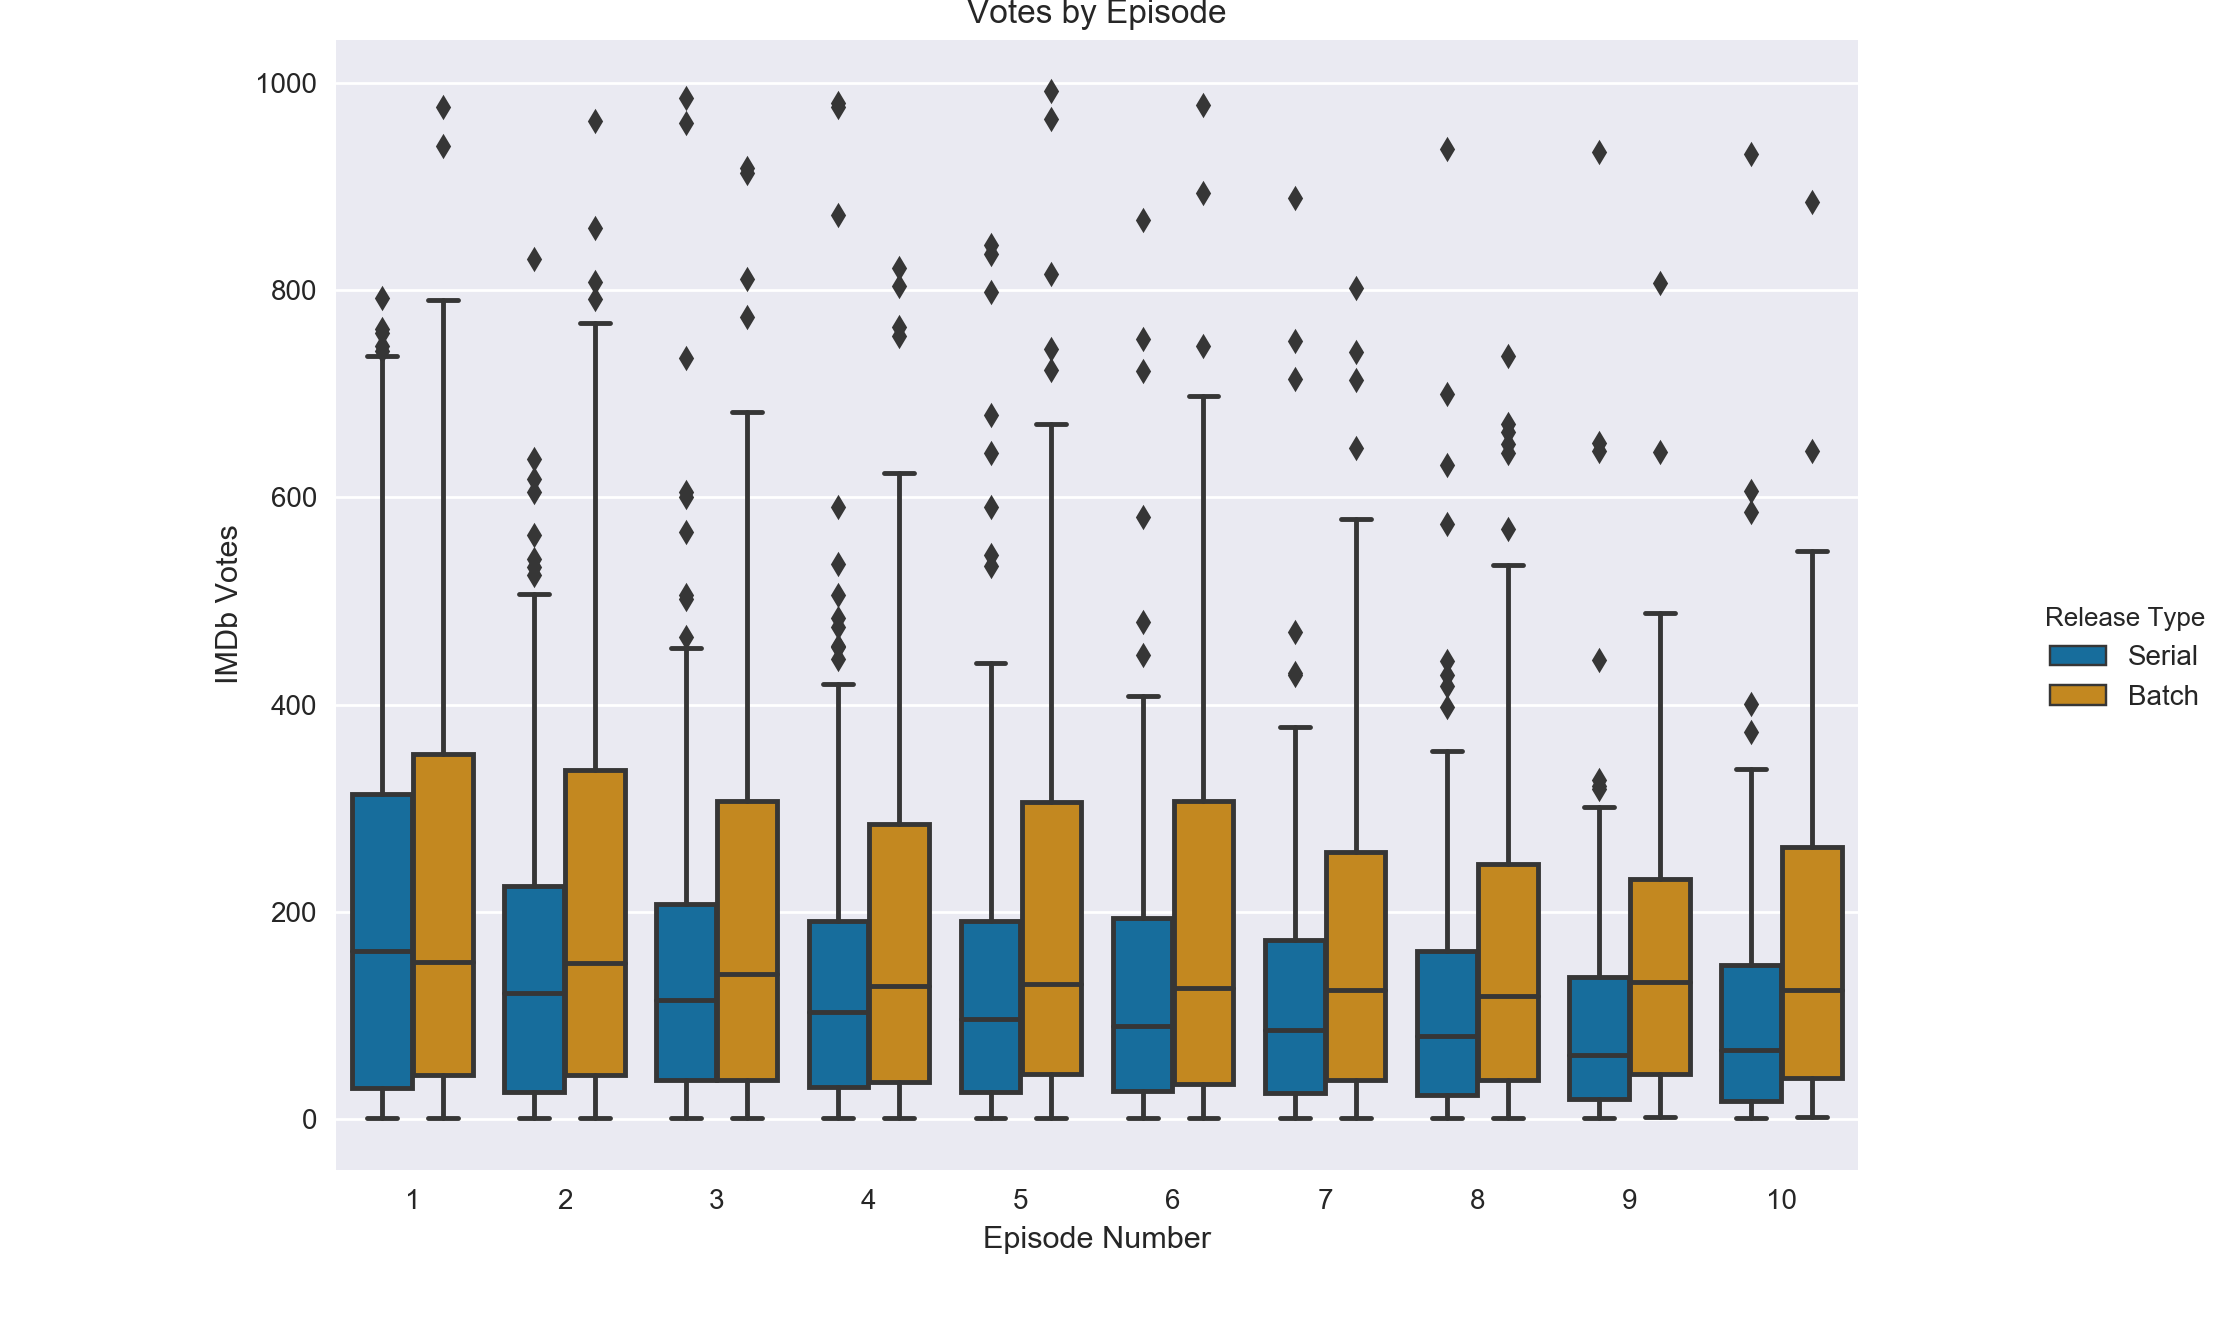 Votes by Episode
1000
800
600
400
200
0
IMDb Votes
1 2 3 4 5 6 7 8 9 10
Episode Number
Release Type
Serial
Batch